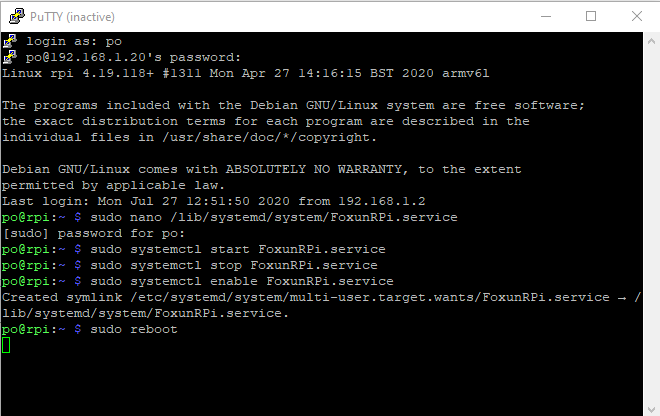 PuTTY (inactive)
login as: po
po@192.168.1.20's password:
Linux rpi 4.19.118+ #1311 Mon Apr 27 14:16:15 BST 2020 armv6l
The programs included with the Debian GNU/Linux system are free software;
the exact distribution terms for each program are described in the
individual files in /usr/share/doc/*/copyright.
Debian GNU/Linux comes with ABSOLUTELY NO WARRANTY, to the extent
permitted by applicable law.
Last login: Mon Jul 27 12:51:50 2020 from 192.168.1.2
po@rpi:~ $ sudo nano /lib/systemd/system/FoxunRPi.service
[sudo] password for po:
po@rpi:~ $ sudo systemctl start FoxunRPi.service
po@rpi:~ $ sudo systemctl stop FoxunRPi.service
po@rpi:~ $ sudo systemctl enable FoxunRPi.service
Created symlink /etc/systemd/system/multi-user.target.wants/FoxunRPi.service → /
lib/systemd/system/FoxunRPi.service.
po@rpi:~ $ sudo reboot